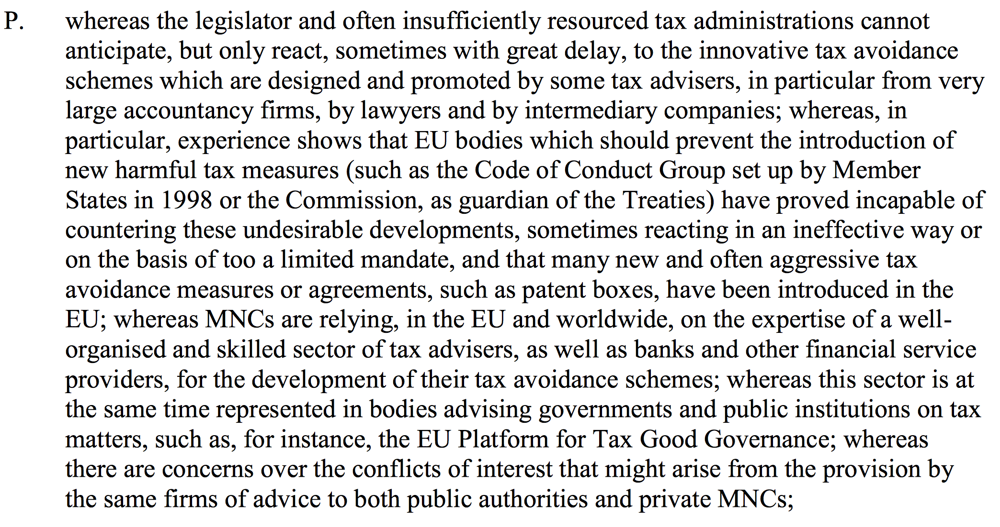 P. whereas the legislator and often insufficiently resourced tax administrations cannot
anticipate, but only react, sometimes with great delay, to the innovative tax avoidance
schemes which are designed and promoted by some tax advisers, in particular from very
large accountancy firms, by lawyers and by intermediary companies; whereas, in
particular, experience shows that EU bodies which should prevent the introduction of
new harmful tax measures (such as the Code of Conduct Group set up by Member
States in 1998 or the Commission, as guardian of the Treaties) have proved incapable of
countering these undesirable developments, sometimes reacting in an ineffective way or
on the basis of too a limited mandate, and that many new and often aggressive tax
avoidance measures or agreements, such as patent boxes, have been introduced in the
EU; whereas MNCs are relying, in the EU and worldwide, on the expertise of a well-
organised and skilled sector of tax advisers, as well as banks and other financial service
providers, for the development of their tax avoidance schemes; whereas this sector is at
the same time represented in bodies advising governments and public institutions on tax
matters, such as, for instance, the EU Platform for Tax Good Governance; whereas
there are concerns over the conflicts of interest that might arise from the provision by
the same firms of advice to both public authorities and private MNCs;